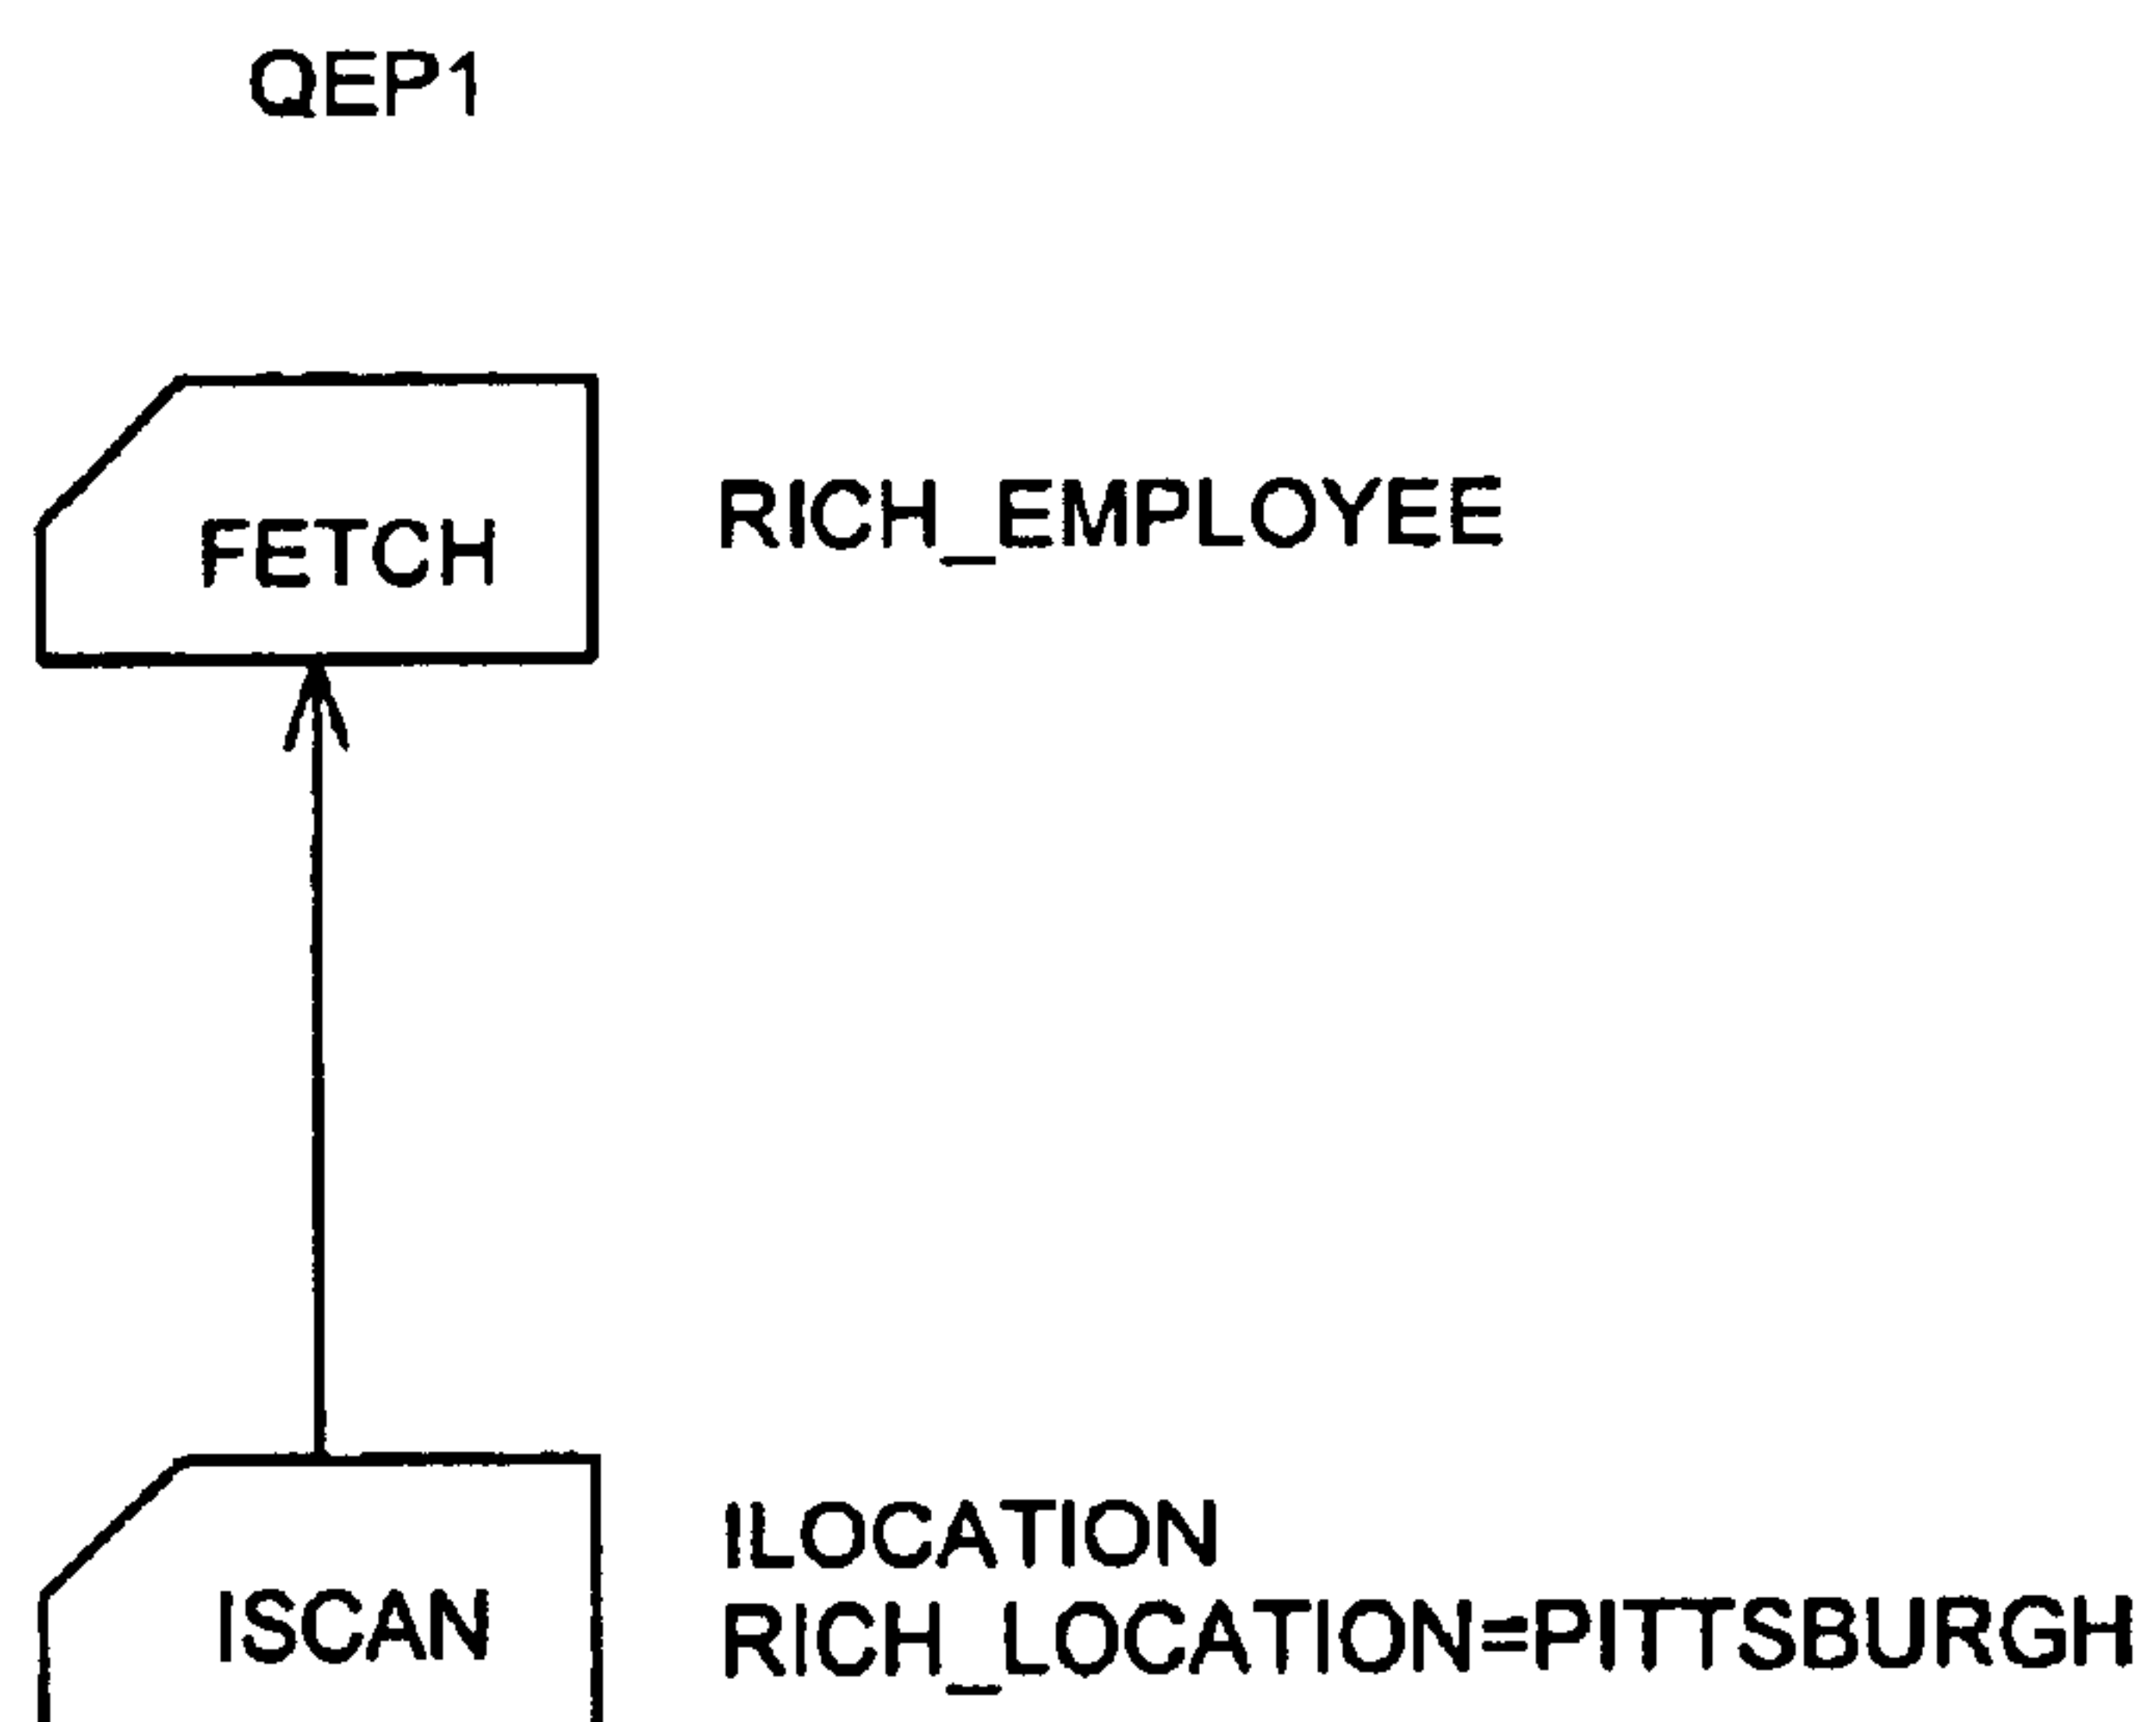 QEP1
FETCH
RICH_EMPLOYEE
ILOCATION
ISCAN
RICH_LOCATION=PITTSBURGH